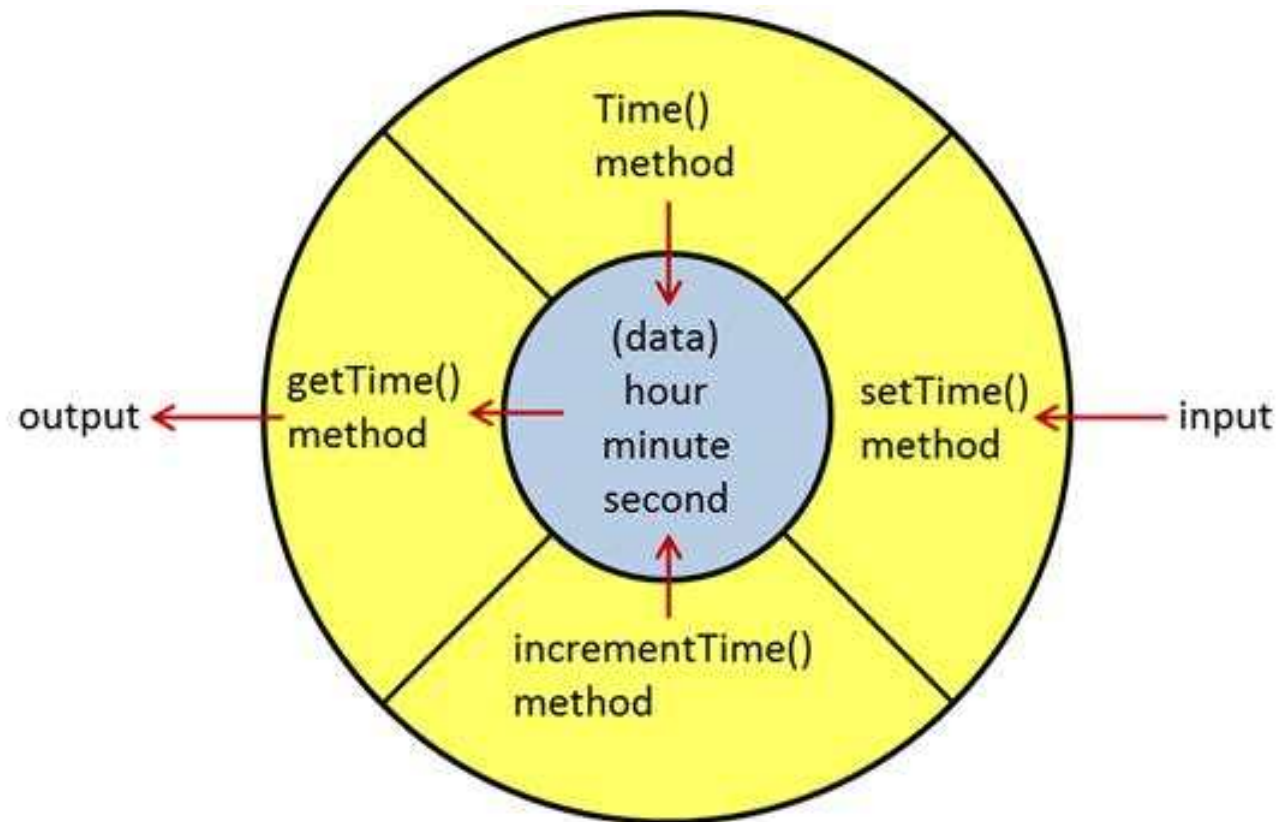 Time()
method
(data)
hour
minute
second
getTime()
method
output
setTime()
method
input
incrementTime()
method